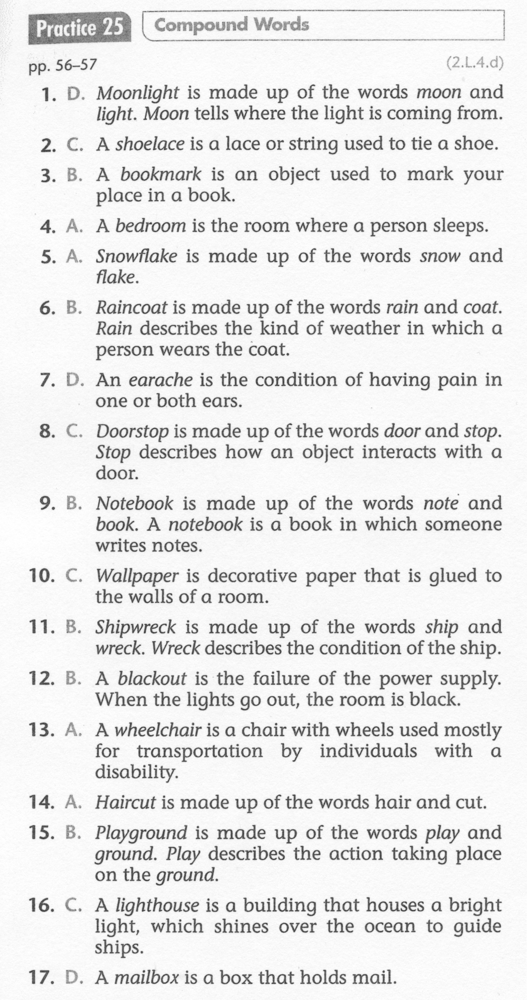 Practice 25 Compound Words
pp. 56–57 (2.L.4.d)
1. D. Moonlight is made up of the words moon and
light. Moon tells where the light is coming from.
2. C. A shoelace is a lace or string used to tie a shoe.
3. B. A bookmark is an object used to mark your
place in a book.
4. A. A bedroom is the room where a person sleeps.
5. A. Snowflake is made up of the words snow and
flake.
6. B. Raincoat is made up of the words rain and coat.
Rain describes the kind of weather in which a
person wears the coat.
7. D. An earache is the condition of having pain in
one or both ears.
8. C. Doorstop is made up of the words door and stop.
Stop describes how an object interacts with a
door.
9. B. Notebook is made up of the words note and
book. A notebook is a book in which someone
writes notes.
10. C. Wallpaper is decorative paper that is glued to
the walls of a room.
11. B. Shipwreck is made up of the words ship and
wreck. Wreck describes the condition of the ship.
12. B. A blackout is the failure of the power supply.
When the lights go out, the room is black.
13. A. A wheelchair is a chair with wheels used mostly
for transportation by individuals with a
disability.
14. A. Haircut is made up of the words hair and cut.
15. B. Playground is made up of the words play and
ground. Play describes the action taking place
on the ground.
16. C. A lighthouse is a building that houses a bright
light, which shines over the ocean to guide
ships.
17. D. A mailbox is a box that holds mail.